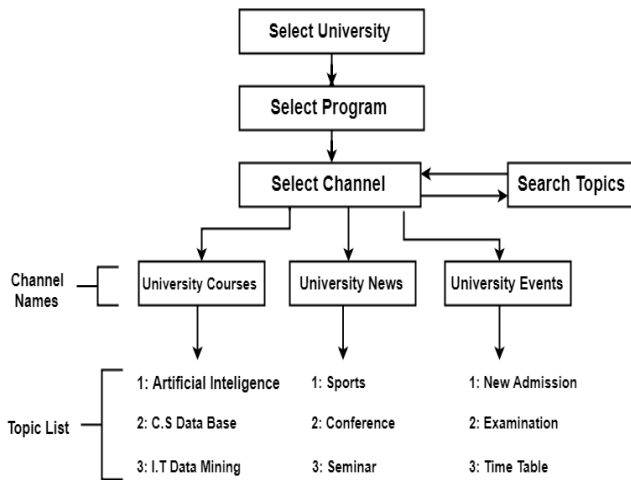 Select University
Select Program
Select Channel
Search Topics
Channel
Names
University Courses
University News
University Events
Topic List
1: Artificial Inteligence
2: C.S Data Base
3: I.T Data Mining
1: Sports
2: Conference
3: Seminar
1: New Admission
2: Examination
3: Time Table